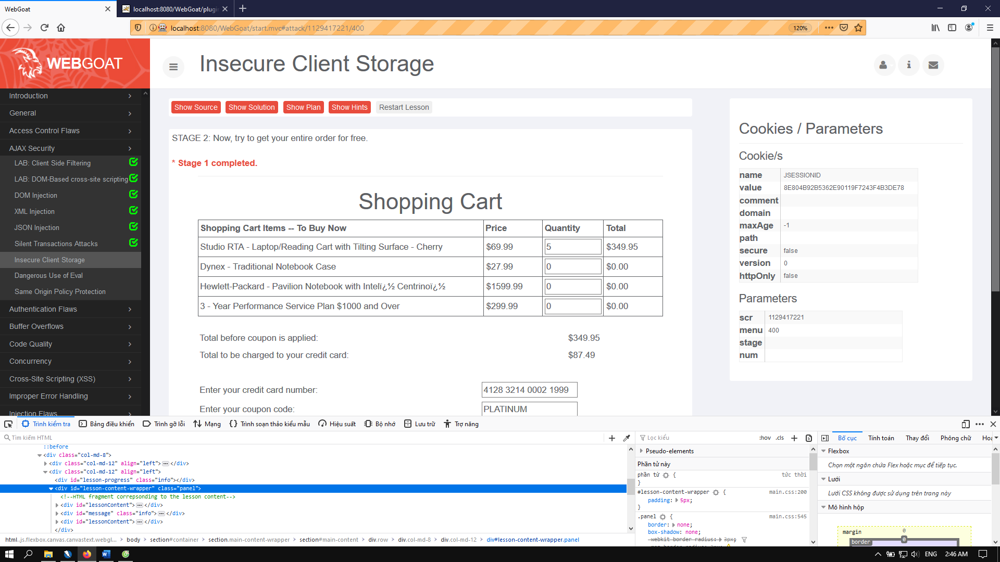 WebGoat
localhost:8080/WebGoat/plugin
localhost:8080/WebGoat/start.mvc#attack/1129417221/400
120%
WEBGOAT
Insecure Client Storage
Introduction
General
Access Control Flaws
AJAX Security
LAB: Client Side Filtering
LAB: DOM-Based cross-site scripting
DOM Injection
XML Injection
JSON Injection
Silent Transactions Attacks
Insecure Client Storage
Dangerous Use of Eval
Same Origin Policy Protection
Authentication Flaws
Buffer Overflows
Code Quality
Concurrency
Cross-Site Scripting (XSS)
Improper Error Handling
Injection Flaws
Show Source Show Solution Show Plan Show Hints Restart Lesson
STAGE 2: Now, try to get your entire order for free.
* Stage 1 completed.
Shopping Cart
Shopping Cart Items -- To Buy Now Price Quantity Total
Studio RTA - Laptop/Reading Cart with Tilting Surface - Cherry $69.99 5 $349.95
Dynex - Traditional Notebook Case $27.99 0 $0.00
Hewlett-Packard - Pavilion Notebook with Intelï¿½ Centrinoï¿½ $1599.99 0 $0.00
3 - Year Performance Service Plan $1000 and Over $299.99 0 $0.00
Total before coupon is applied: $349.95
Total to be charged to your credit card: $87.49
Enter your credit card number: 4128 3214 0002 1999
Enter your coupon code: PLATINUM
Cookies / Parameters
Cookie/s
name JSESSIONID
value 8E804B92B5362E90119F7243F4B3DE78
comment
domain
maxAge -1
path
secure false
version 0
httpOnly false
Parameters
scr 1129417221
menu 400
stage
num
Trình kiểm tra Bảng điều khiển Trình gỡ lỗi Mạng Trình soạn thảo kiểu mẫu Hiệu suất Bộ nhớ Lưu trữ Trợ năng
Tìm kiếm HTML
::before
<div class="col-md-8">
<div class="col-md-12" align="left"></div>
<div class="col-md-12" align="left">
<div id="lesson-progress" class="info"></div>
<div id="lesson-content-wrapper" class="panel">
<!--HTML fragment correpsonding to the lesson content-->
<div id="lessonContent"></div>
<div id="message" class="info"></div>
<div id="lessonContent"></div>
</div>
html.js.flexbox.canvas.canvastext.webgl... body section#container section.main-content-wrapper section#main-content div.row div.col-md-8 div.col-md-12 div#lesson-content-wrapper.panel
Lọc kiểu :hov .cls
Pseudo-elements
Phần tử này
phần tử { tức thời
}
#lesson-content-wrapper { main.css:200
padding: 5px;
}
.panel { main.css:545
border: none;
box-shadow: none;
-webkit-border-radius: 3px;
Bố cục Tính toán Thay đổi Phông chữ Hoạ
Flexbox
Chọn một ngăn chứa Flex hoặc mục để tiếp tục.
Lưới
Lưới CSS không được sử dụng trên trang này
Mô hình hộp
margin 0
border 0
ENG 2:46 AM